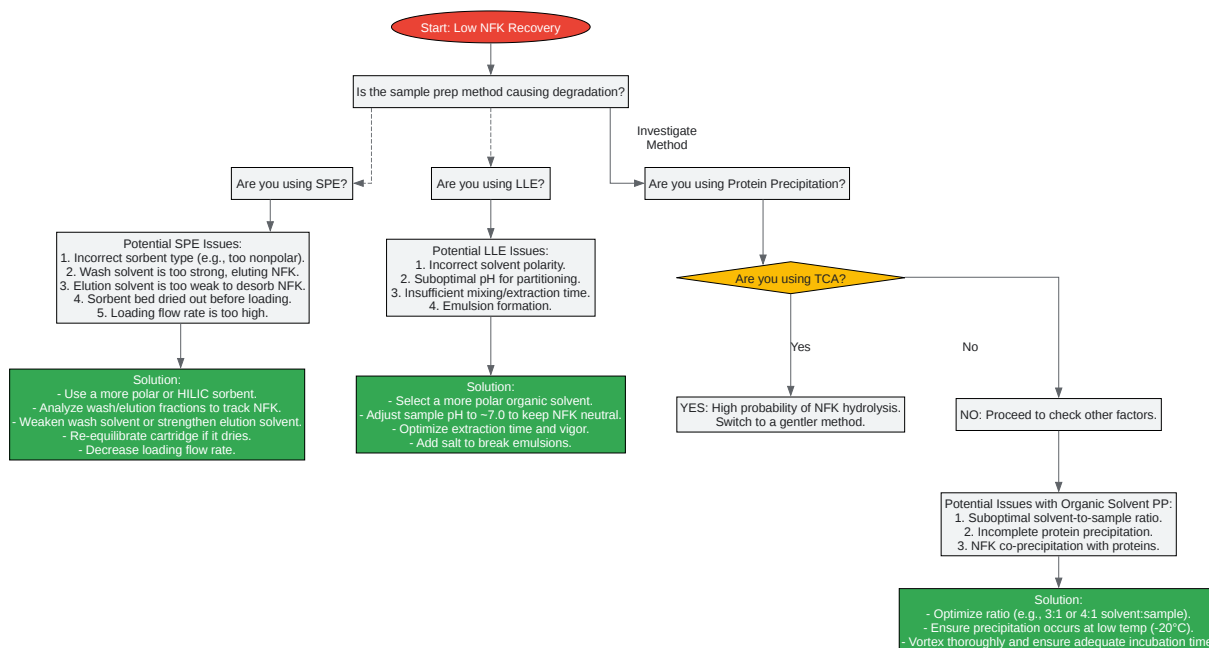 Start: Low NFK Recovery
Is the sample prep method causing degradation?
Investigate
Method
Are you using SPE?
Are you using LLE?
Are you using Protein Precipitation?
Potential SPE Issues:
1. Incorrect sorbent type (e.g., too nonpolar).
2. Wash solvent is too strong, eluting NFK.
3. Elution solvent is too weak to desorb NFK.
4. Sorbent bed dried out before loading.
5. Loading flow rate is too high.
Potential LLE Issues:
1. Incorrect solvent polarity.
2. Suboptimal pH for partitioning.
3. Insufficient mixing/extraction time.
4. Emulsion formation.
Are you using TCA?
Yes
No
Solution:
- Use a more polar or HILIC sorbent.
- Analyze wash/elution fractions to track NFK.
- Weaken wash solvent or strengthen elution solvent.
- Re-equilibrate cartridge if it dries.
- Decrease loading flow rate.
Solution:
- Select a more polar organic solvent.
- Adjust sample pH to ~7.0 to keep NFK neutral.
- Optimize extraction time and vigor.
- Add salt to break emulsions.
YES: High probability of NFK hydrolysis.
Switch to a gentler method.
NO: Proceed to check other factors.
Potential Issues with Organic Solvent PP:
1. Suboptimal solvent-to-sample ratio.
2. Incomplete protein precipitation.
3. NFK co-precipitation with proteins.
Solution:
- Optimize ratio (e.g., 3:1 or 4:1 solvent:sample).
- Ensure precipitation occurs at low temp (-20°C).
- Vortex thoroughly and ensure adequate incubation time